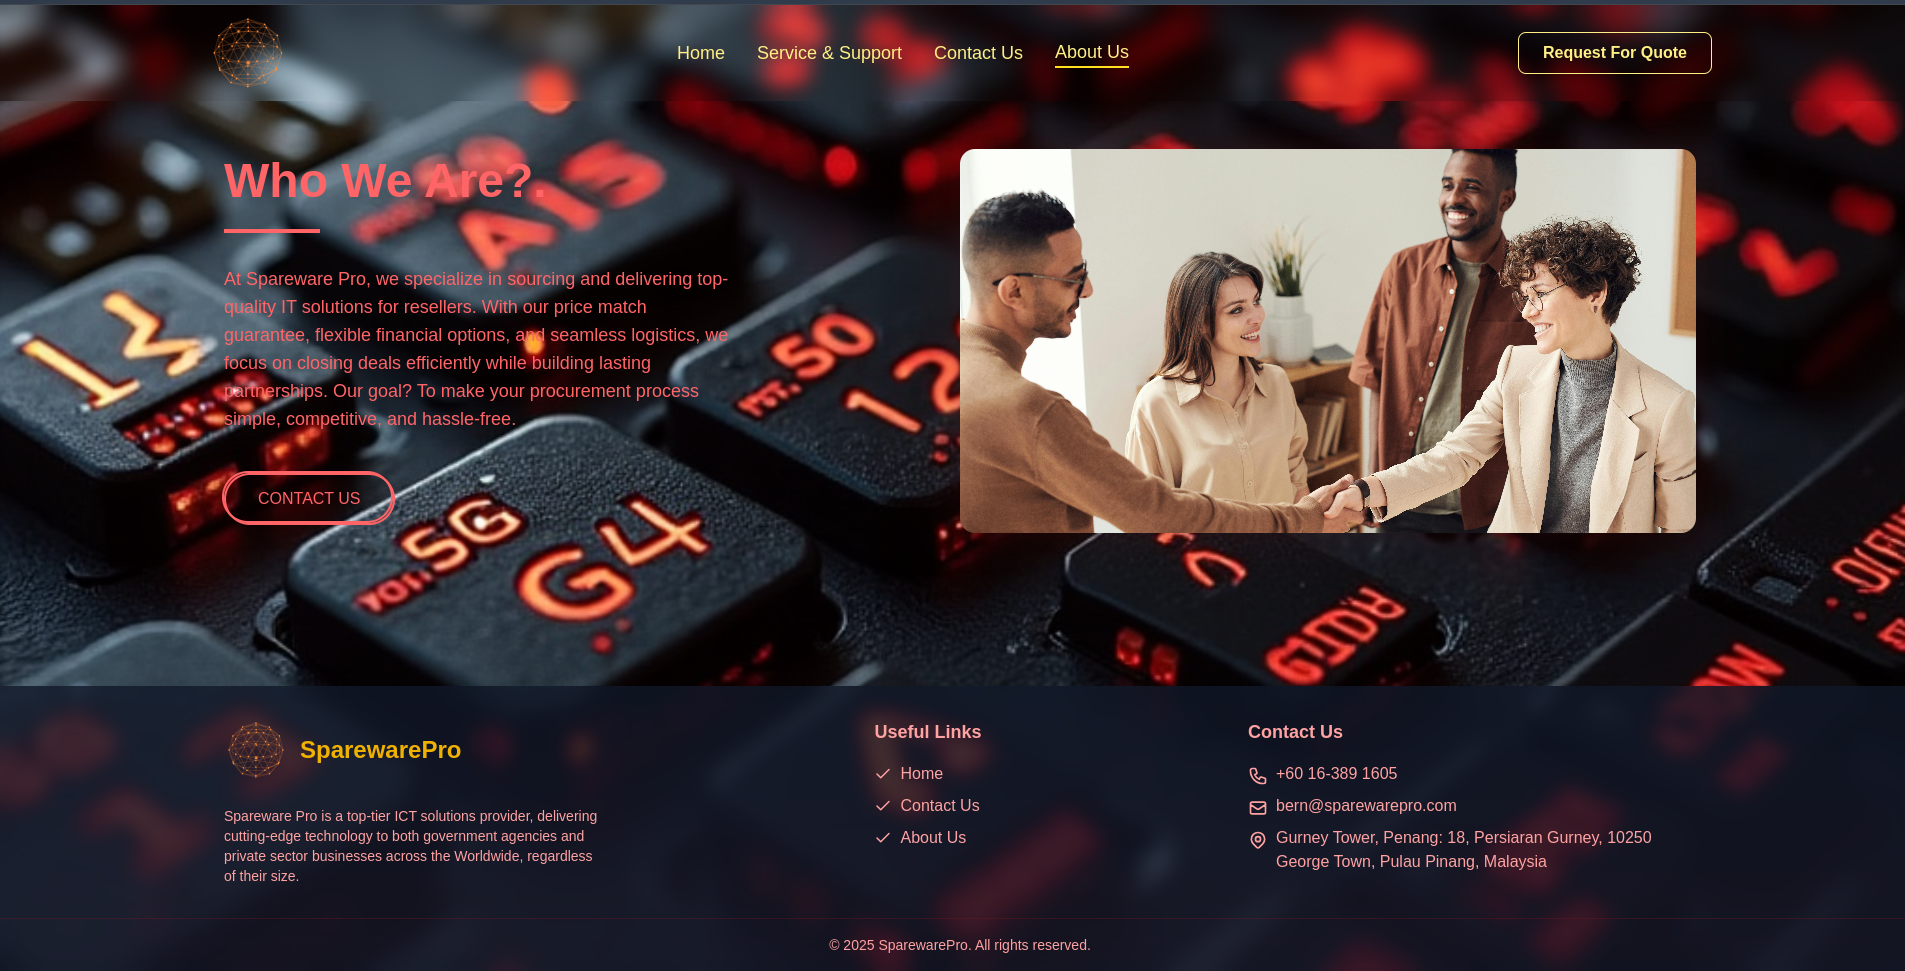 Home Service & Support Contact Us About Us Request For Quote
Who We Are?.
At Spareware Pro, we specialize in sourcing and delivering top-
quality IT solutions for resellers. With our price match
guarantee, flexible financial options, and seamless logistics, we
focus on closing deals efficiently while building lasting
partnerships. Our goal? To make your procurement process
simple, competitive, and hassle-free.
CONTACT US
50
12
5G
G4
SparewarePro
Spareware Pro is a top-tier ICT solutions provider, delivering
cutting-edge technology to both government agencies and
private sector businesses across the Worldwide, regardless
of their size.
Useful Links
Home
Contact Us
About Us
Contact Us
+60 16-389 1605
bern@sparewarepro.com
Gurney Tower, Penang: 18, Persiaran Gurney, 10250
George Town, Pulau Pinang, Malaysia
© 2025 SparewarePro. All rights reserved.